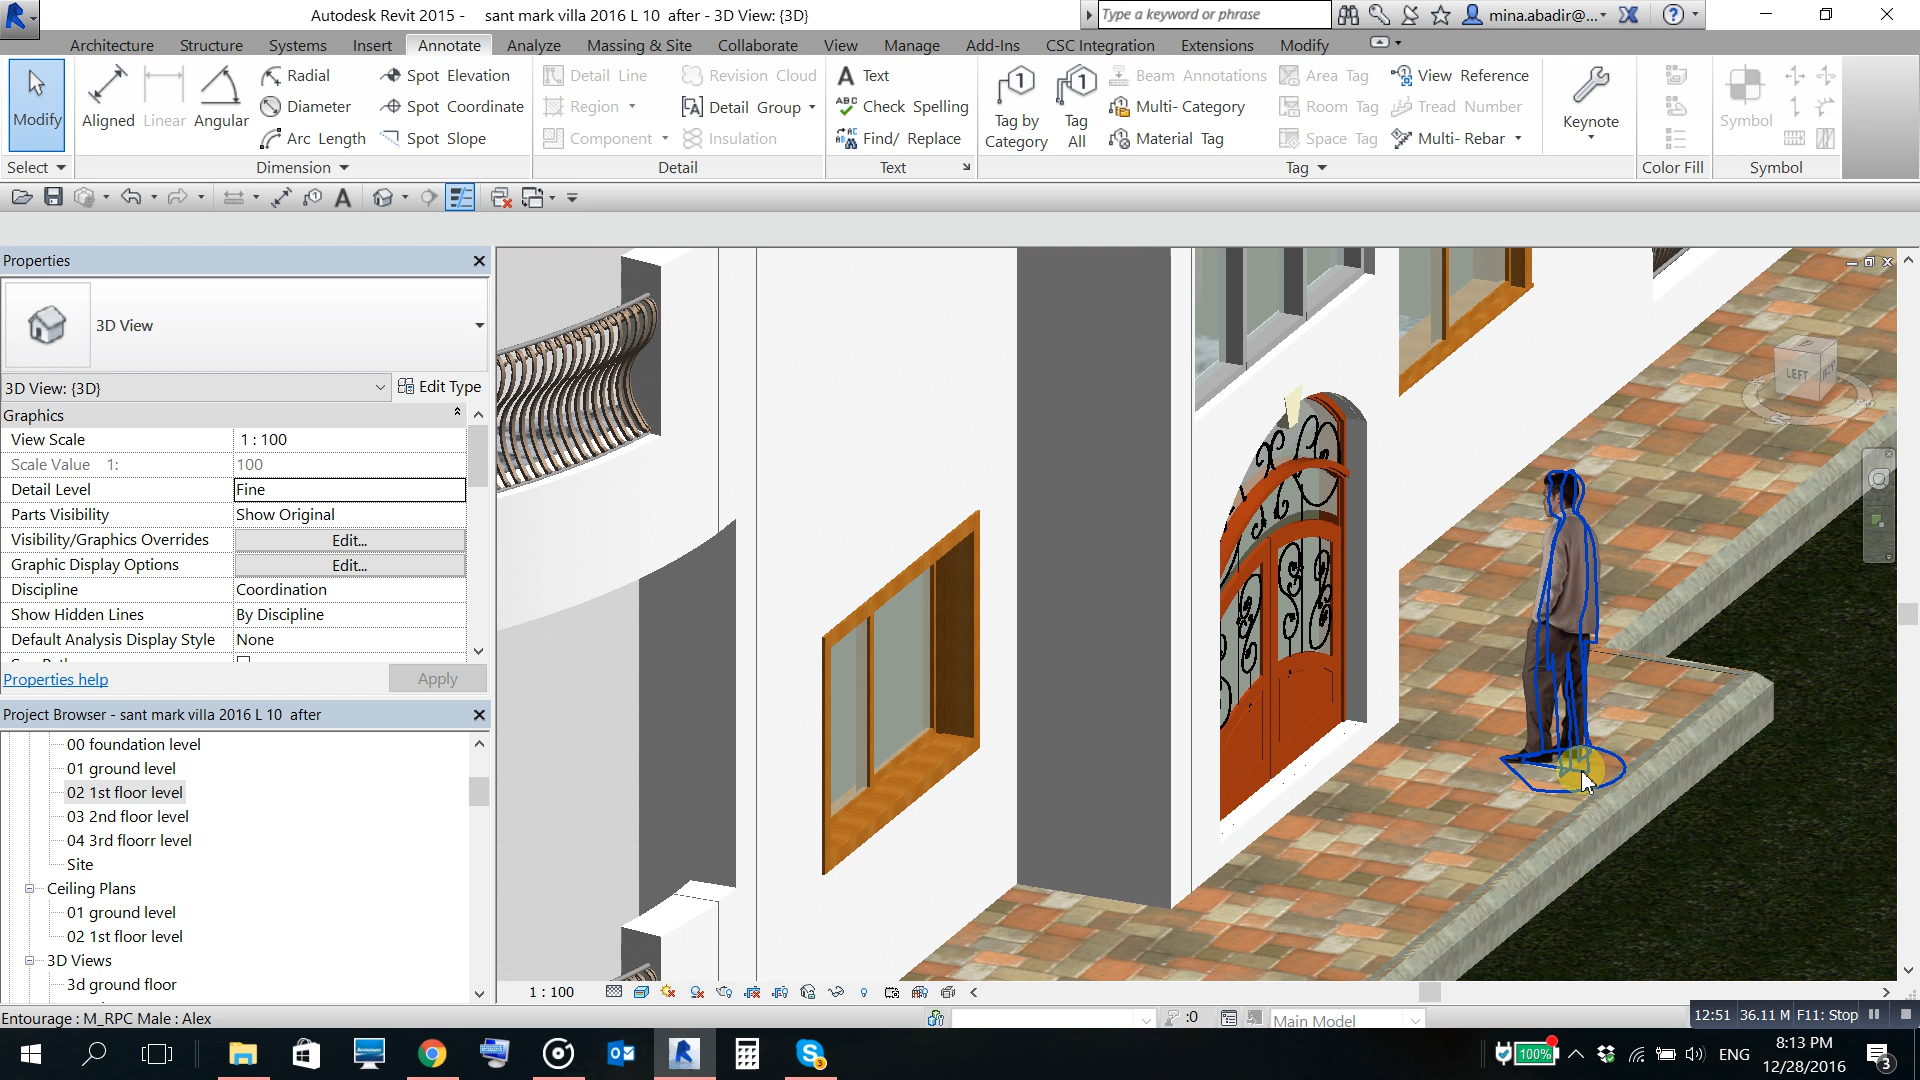 Autodesk Revit 2015 - sant mark villa 2016 L 10 after - 3D View: {3D}
Type a keyword or phrase
mina.abadir@...
Architecture Structure Systems Insert Annotate Analyze Massing & Site Collaborate View Manage Add-Ins CSC Integration Extensions Modify
Modify
Aligned Linear Angular
Radial
Diameter
Arc Length
Spot Elevation
Spot Coordinate
Spot Slope
Detail Line
Region
Component
Revision Cloud
Detail Group
Insulation
Text
Check Spelling
Find/ Replace
Tag by Category
Tag All
Beam Annotations
Multi- Category
Material Tag
Area Tag
Room Tag
Space Tag
View Reference
Tread Number
Multi- Rebar
Keynote
Symbol
Select Dimension Detail Text Tag Color Fill Symbol
Properties
3D View
3D View: {3D} Edit Type
Graphics
View Scale 1 : 100
Scale Value 1: 100
Detail Level Fine
Parts Visibility Show Original
Visibility/Graphics Overrides Edit...
Graphic Display Options Edit...
Discipline Coordination
Show Hidden Lines By Discipline
Default Analysis Display Style None
Properties help Apply
Project Browser - sant mark villa 2016 L 10 after
00 foundation level
01 ground level
02 1st floor level
03 2nd floor level
04 3rd floorr level
Site
Ceiling Plans
01 ground level
02 1st floor level
3D Views
3d ground floor
LEFT
1 : 100
Entourage : M_RPC Male : Alex
:0
Main Model
12:51 36.11 M F11: Stop
100%
ENG
8:13 PM
12/28/2016
3
3